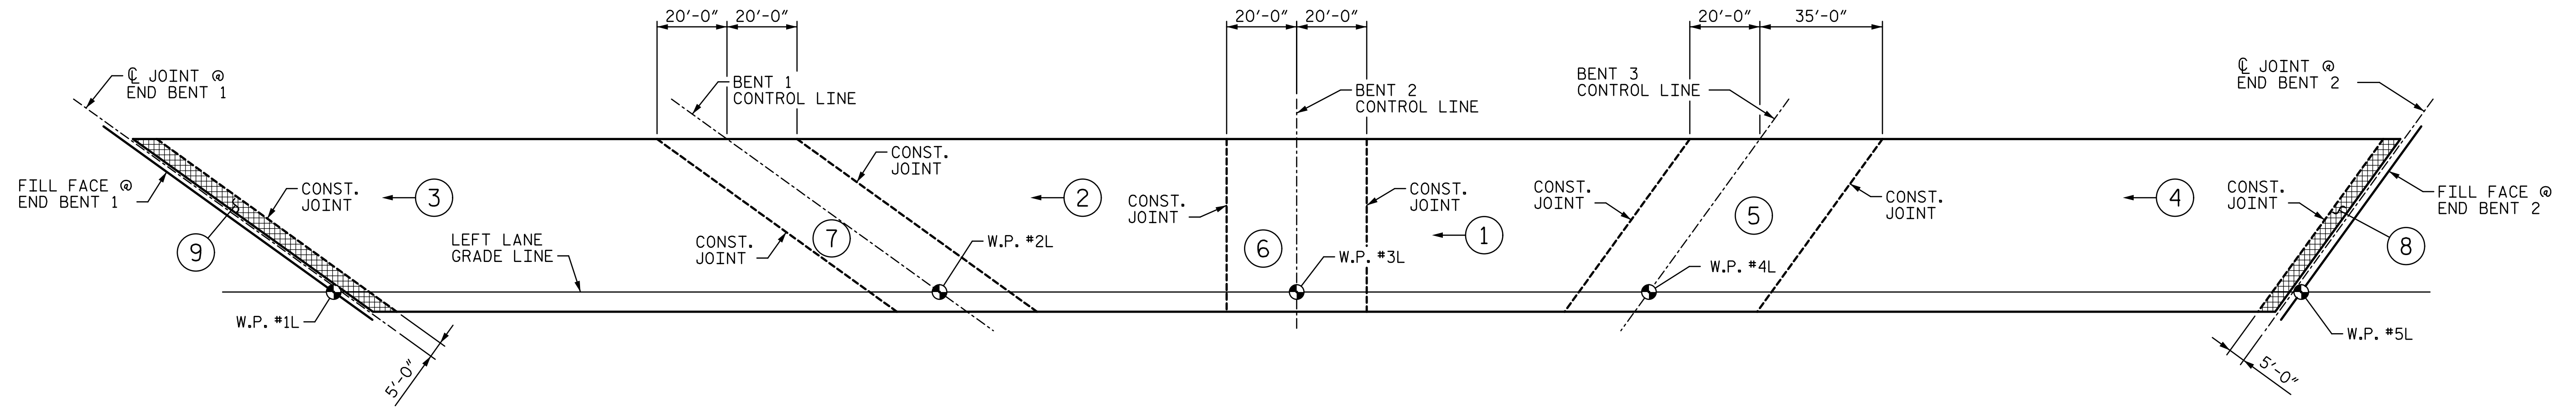 20'-0" 20'-0"
20'-0" 20'-0"
20'-0" 35'-0"
℄ JOINT @
END BENT 1
BENT 1
CONTROL LINE
BENT 2
CONTROL LINE
BENT 3
CONTROL LINE
℄ JOINT @
END BENT 2
FILL FACE @
END BENT 1
CONST.
JOINT
3
CONST.
JOINT
2
CONST.
JOINT
CONST.
JOINT
CONST.
JOINT
CONST.
JOINT
4
CONST.
JOINT
FILL FACE @
END BENT 2
9
LEFT LANE
GRADE LINE
CONST.
JOINT
7
W.P. #2L
6
W.P. #3L
1
5
W.P. #4L
8
W.P. #1L
5'-0"
W.P. #5L
5'-0"